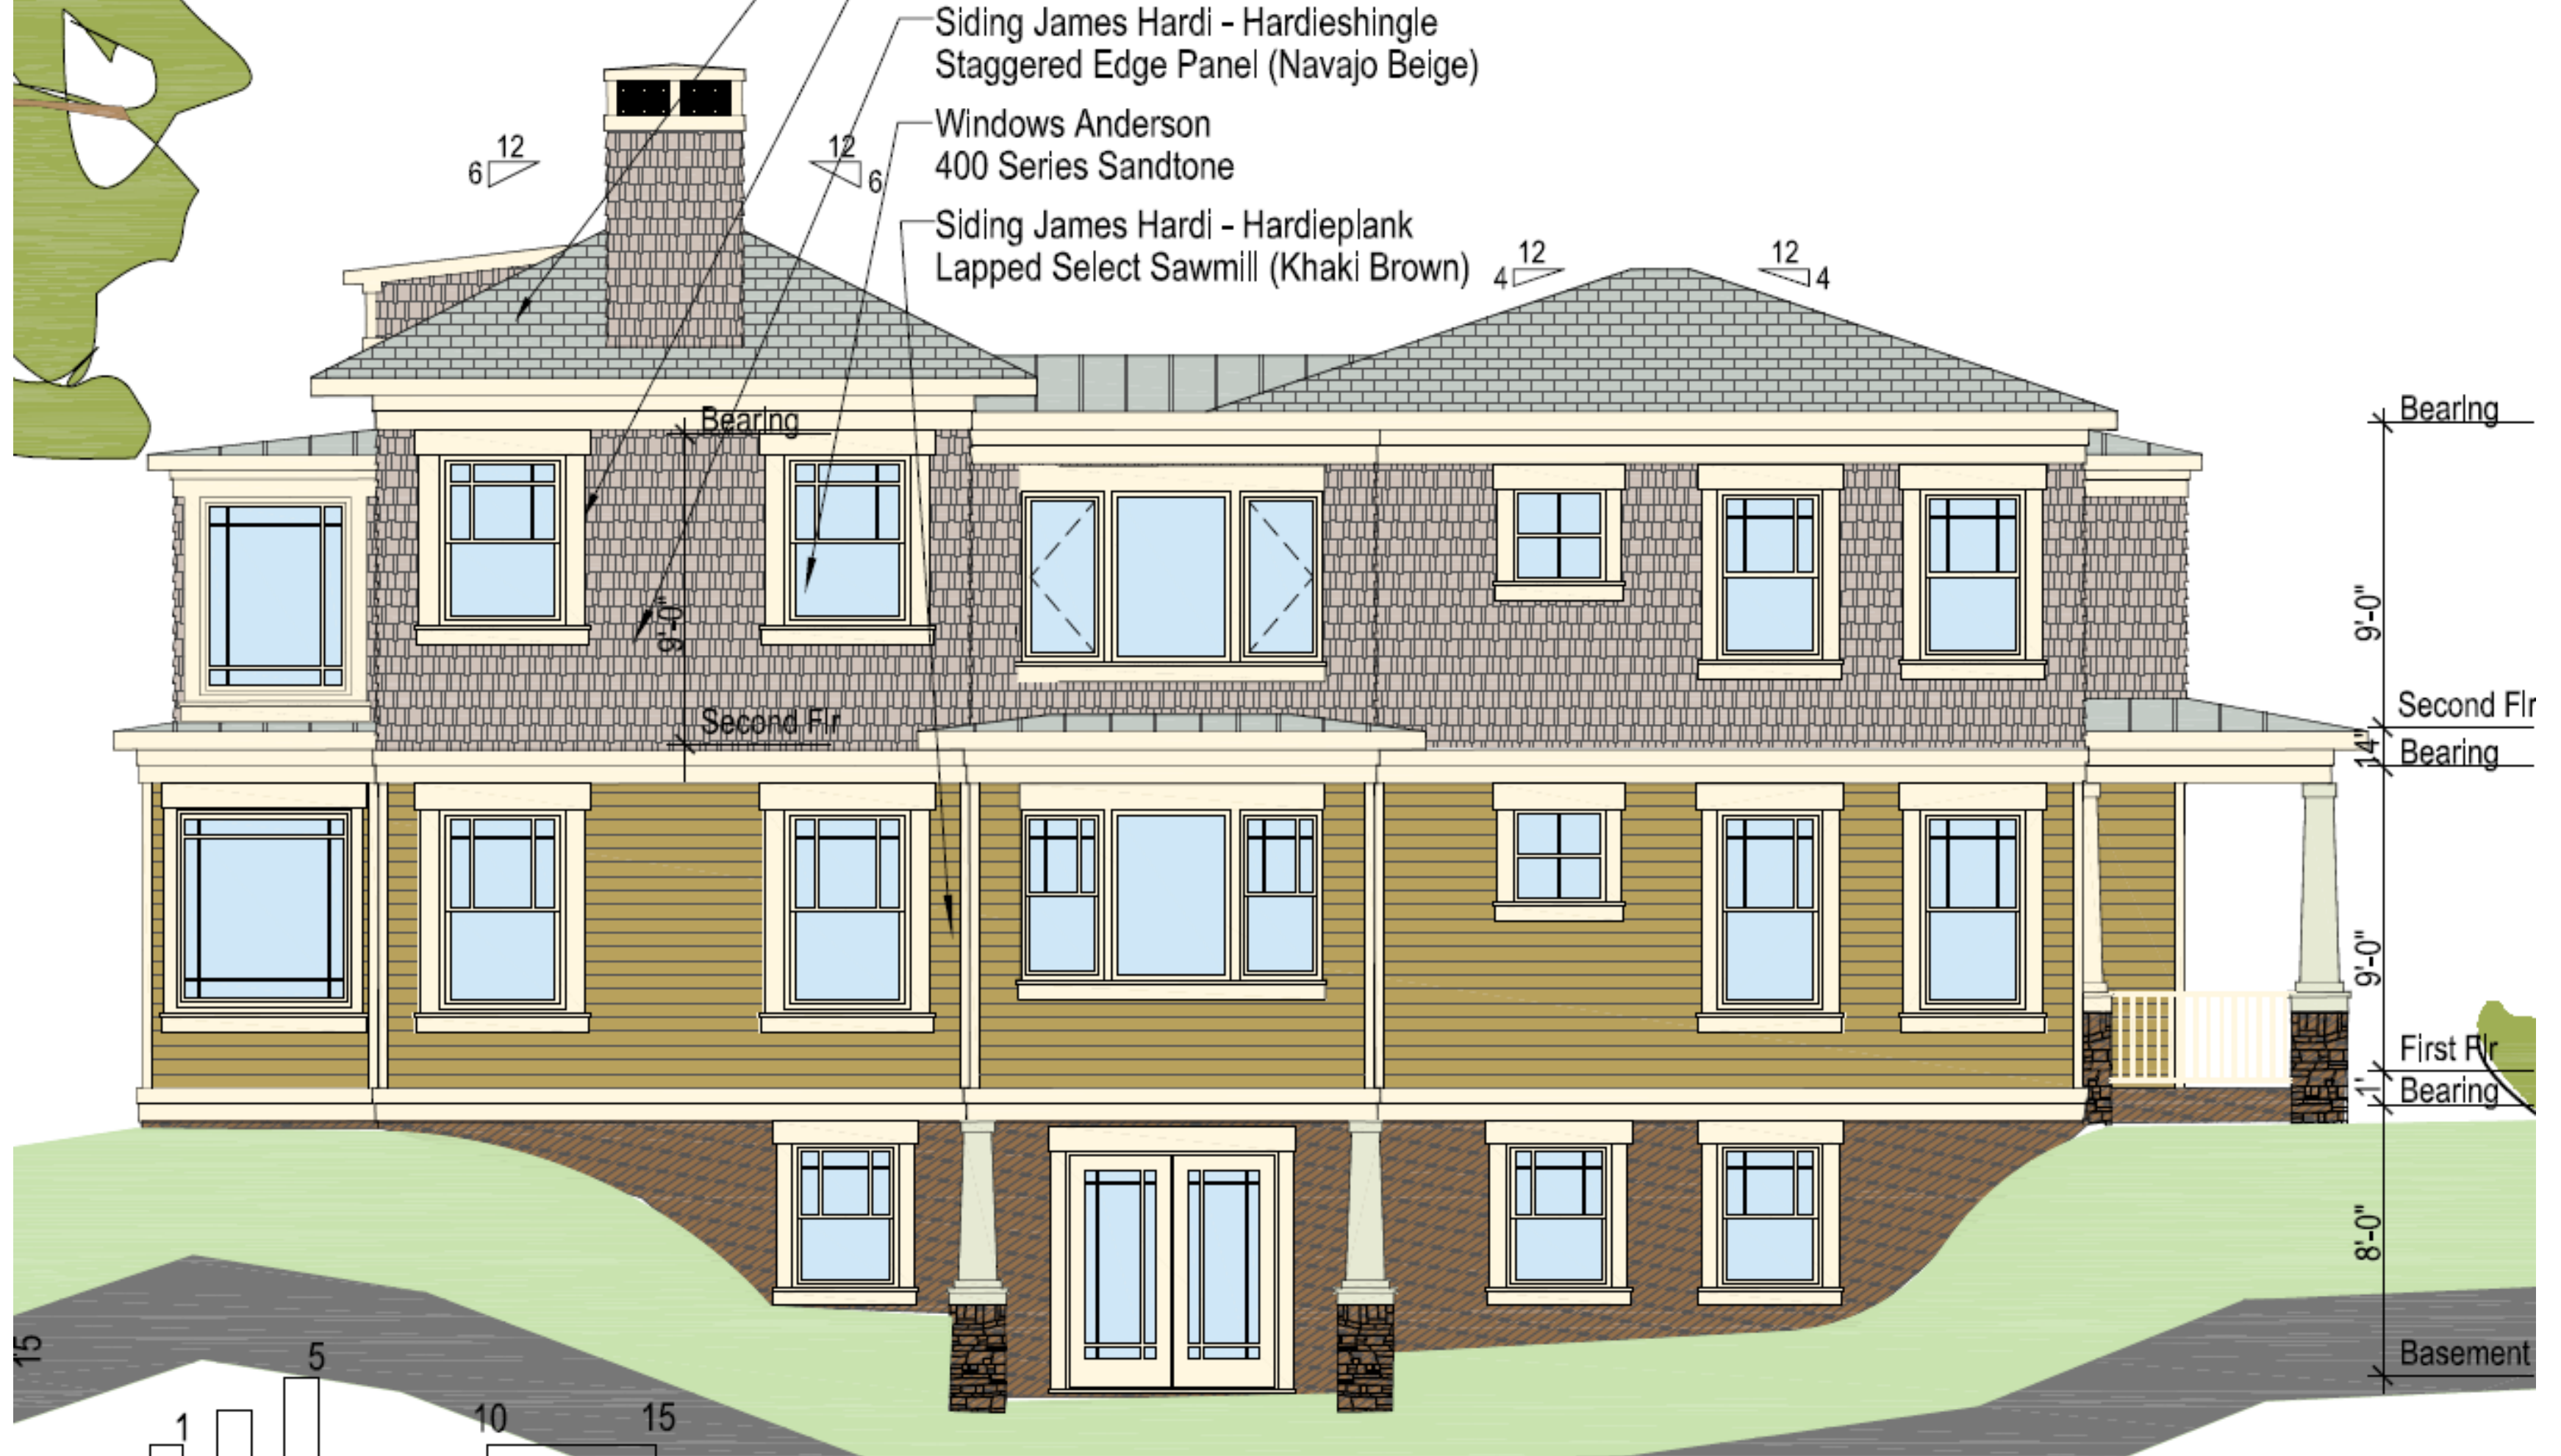 Siding James Hardi - Hardieshingle
Staggered Edge Panel (Navajo Beige)
Windows Anderson
400 Series Sandtone
Siding James Hardi - Hardieplank
Lapped Select Sawmill (Khaki Brown)
12
6
12
6
12
4
12
4
Bearing
9'-0"
Second Flr
Bearing
9'-0"
Second Flr
14"
Bearing
9'-0"
First Flr
1'
Bearing
8'-0"
Basement
15
5
1
10
15